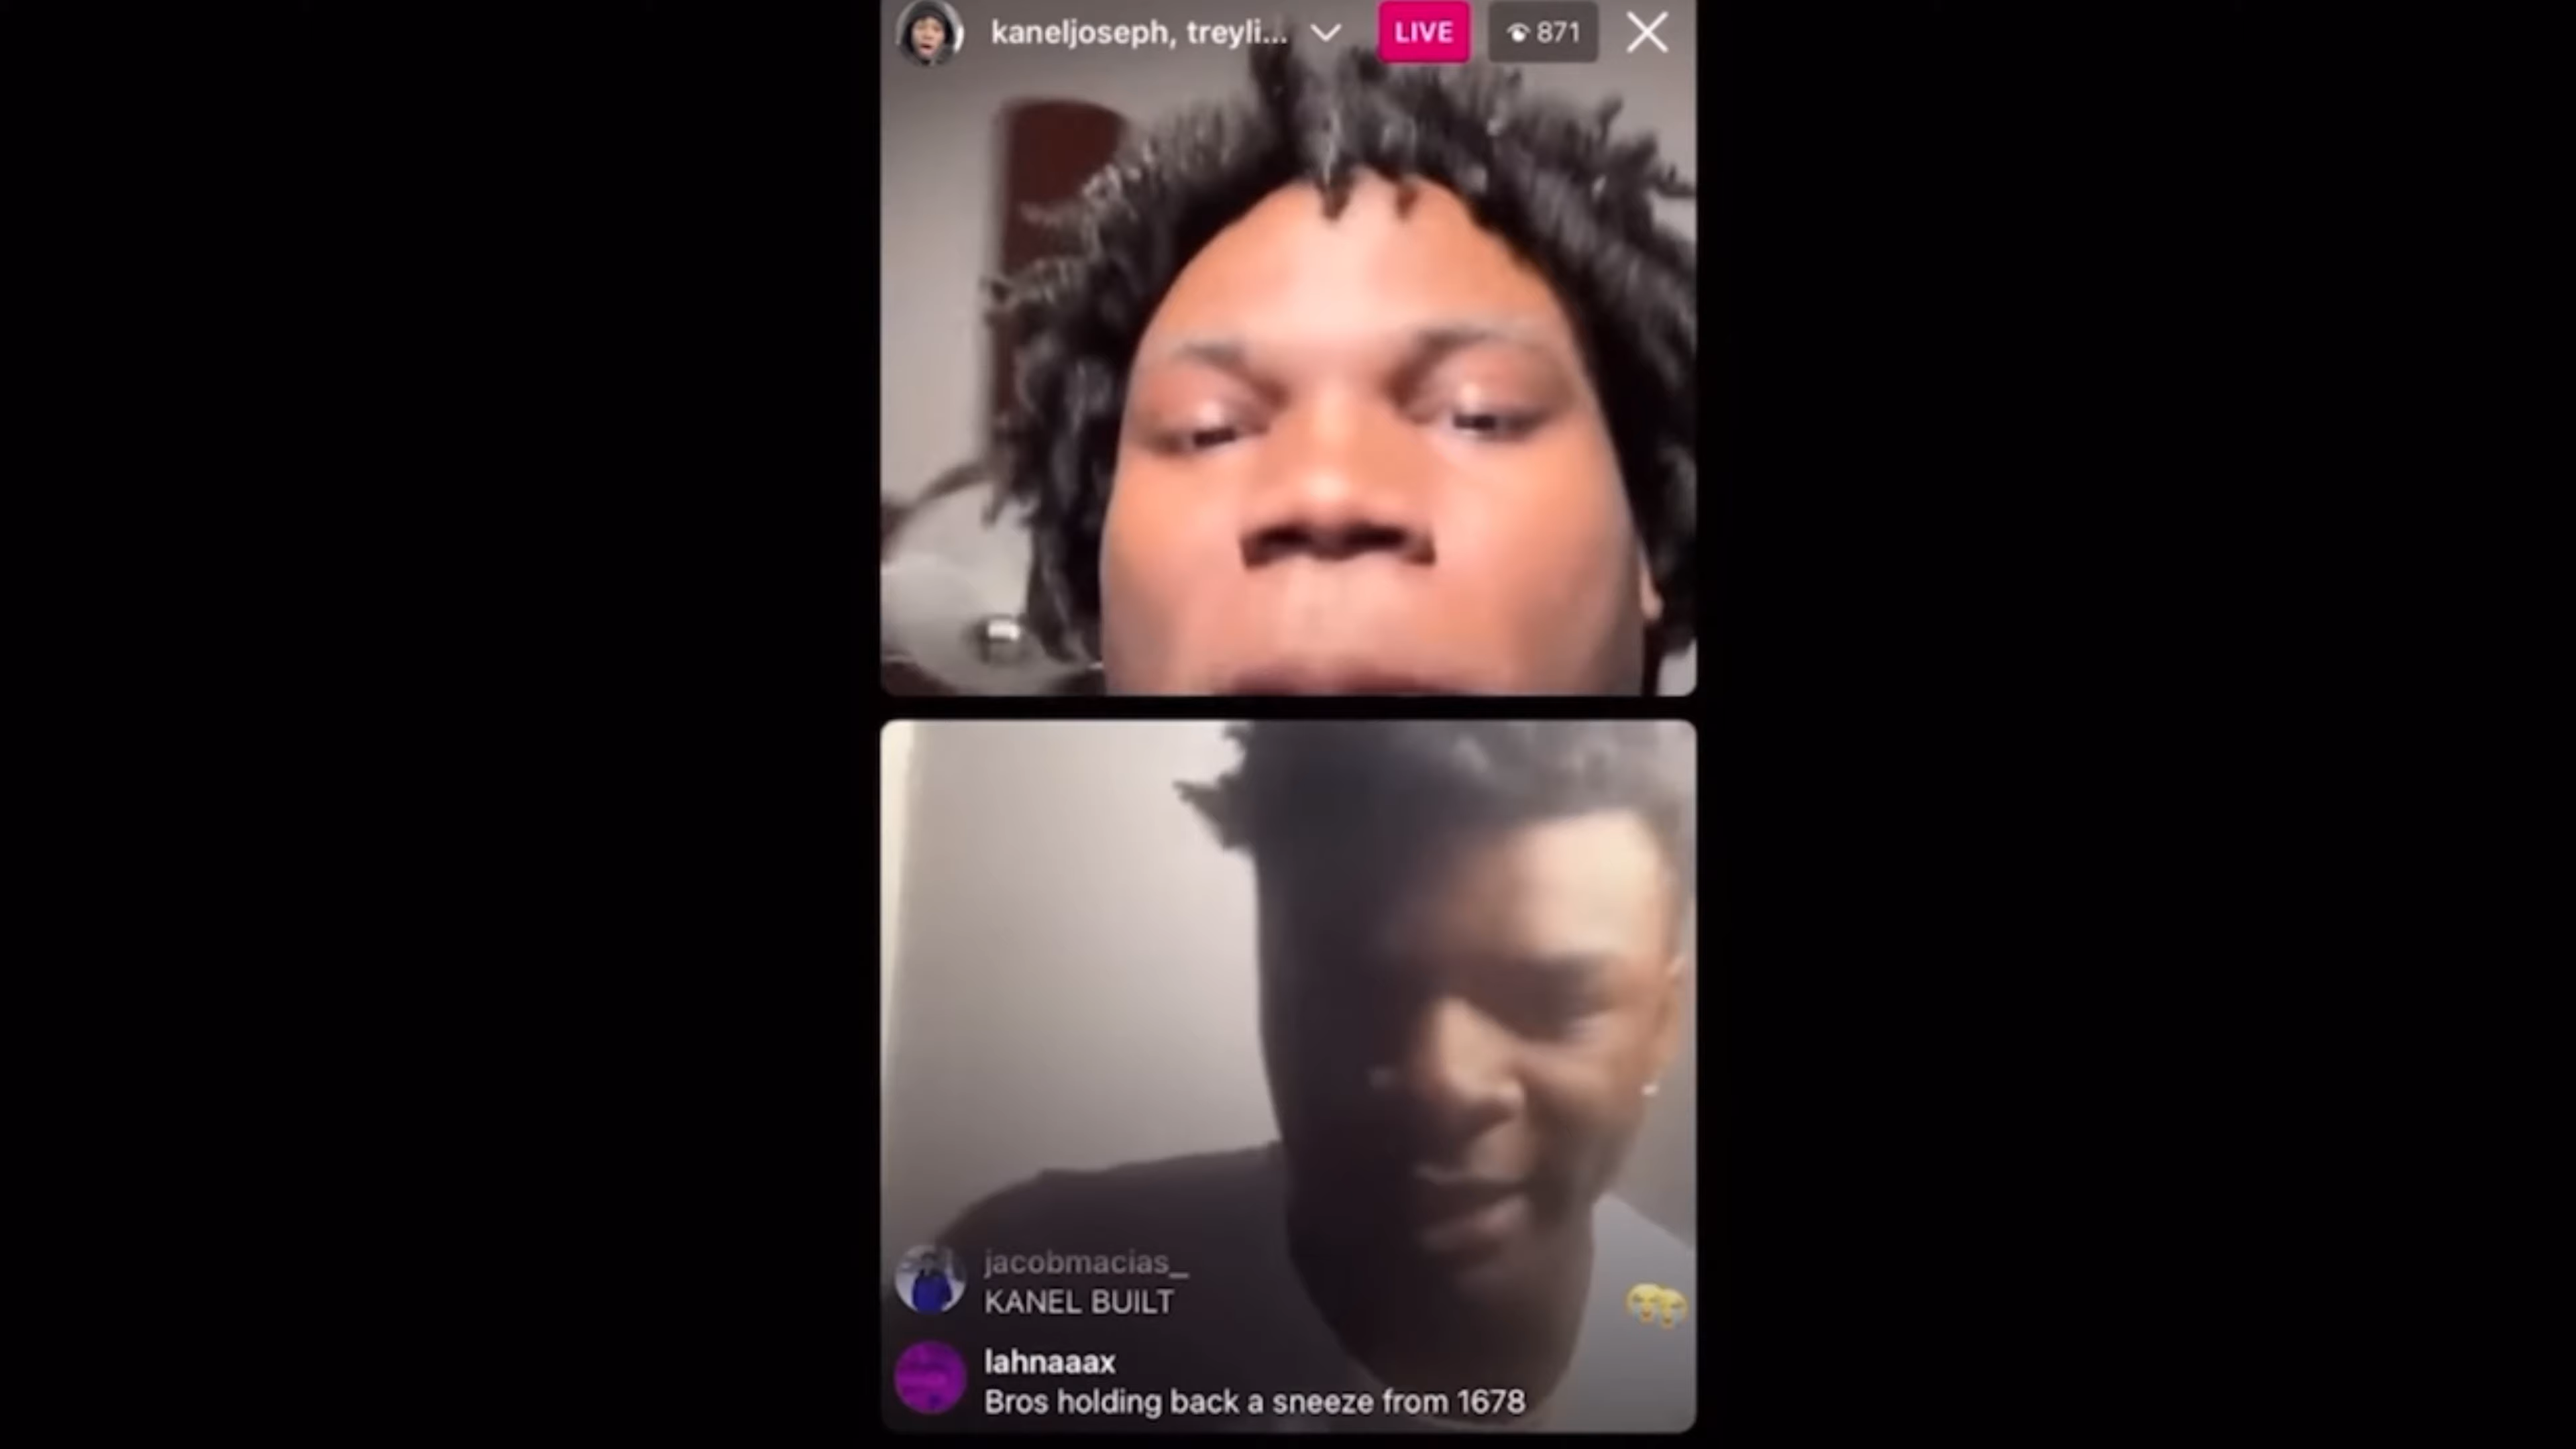 kaneljoseph, treyli...
LIVE
871
jacobmacias_
KANEL BUILT
lahnaaax
Bros holding back a sneeze from 1678